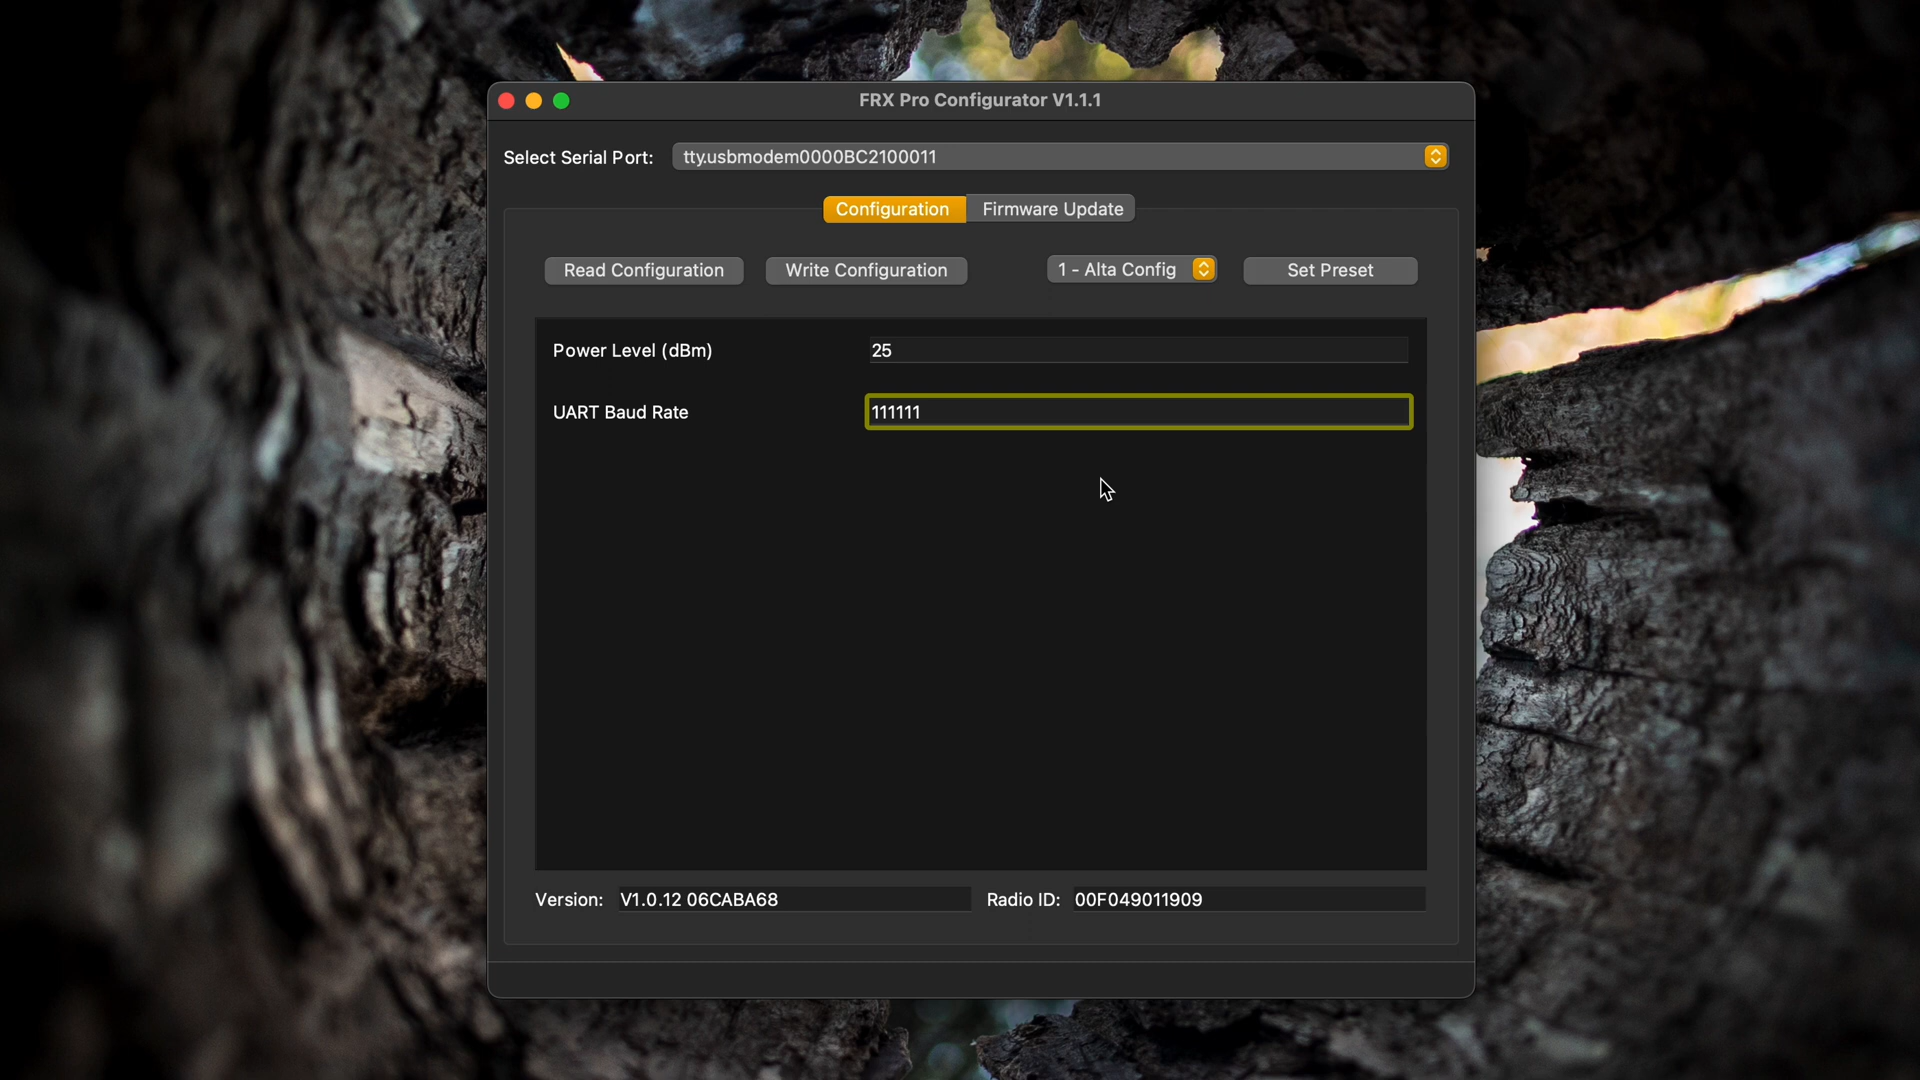 FRX Pro Configurator V1.1.1
Select Serial Port: tty.usbmodem0000BC2100011
Configuration Firmware Update
Read Configuration Write Configuration 1 - Alta Config Set Preset
Power Level (dBm) 25
UART Baud Rate 111111
Version: V1.0.12 06CABA68 Radio ID: 00F049011909